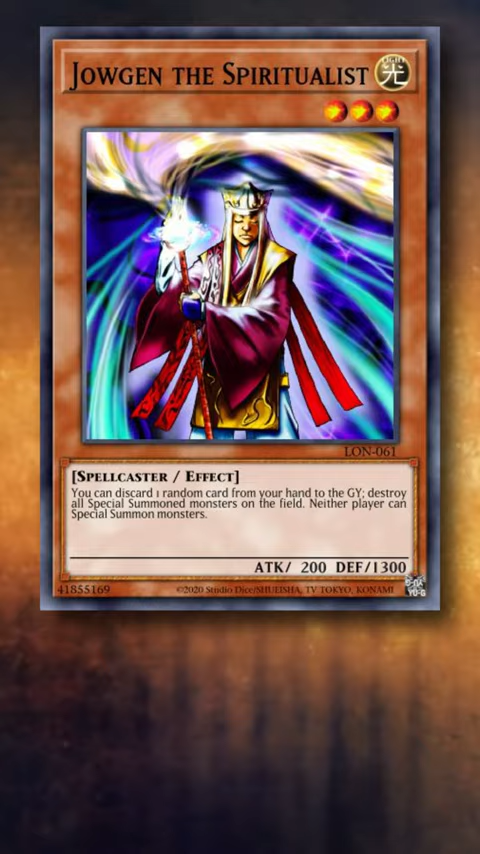 Jowgen the Spiritualist
LIGHT
光
LON-061
[Spellcaster / Effect]
You can discard 1 random card from your hand to the GY; destroy
all Special Summoned monsters on the field. Neither player can
Special Summon monsters.
ATK/ 200 DEF/1300
41855169
©2020 Studio Dice/SHUEISHA, TV TOKYO, KONAMI